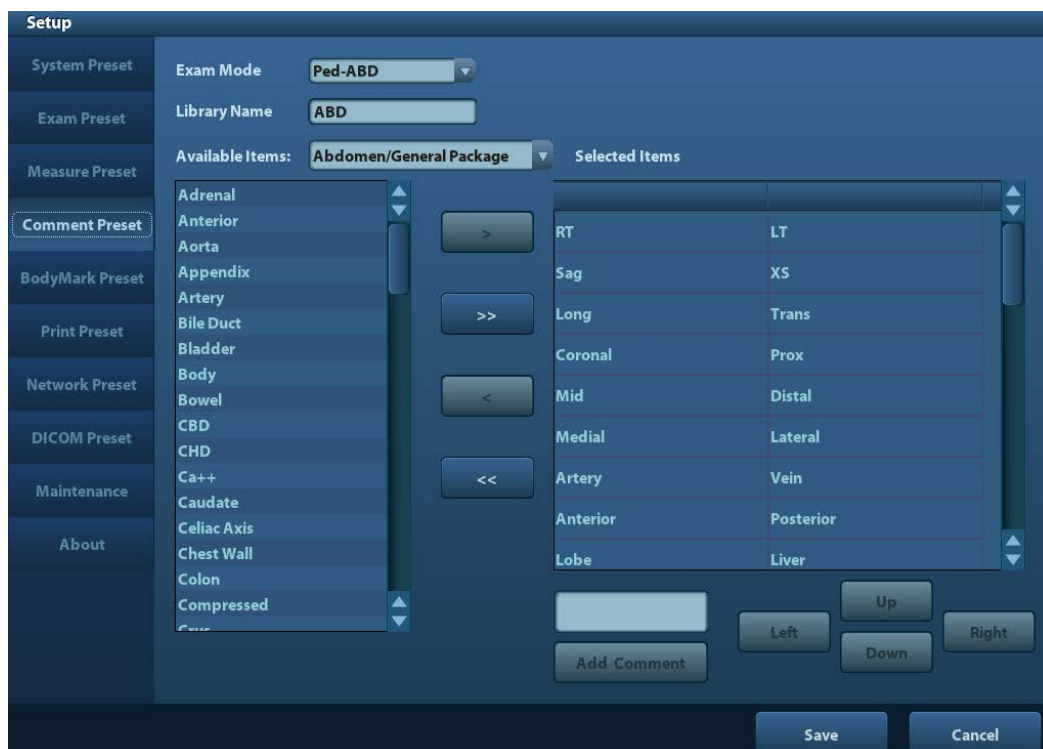 Setup
System Preset
Exam Preset
Measure Preset
Comment Preset
BodyMark Preset
Print Preset
Network Preset
DICOM Preset
Maintenance
About
Exam Mode Ped-ABD
Library Name ABD
Available Items: Abdomen/General Package Selected Items
Adrenal
Anterior
Aorta
Appendix
Artery
Bile Duct
Bladder
Body
Bowel
CBD
CHD
Ca++
Caudate
Celiac Axis
Chest Wall
Colon
Compressed
Crus
>
>>
<
<<
RT LT
Sag XS
Long Trans
Coronal Prox
Mid Distal
Medial Lateral
Artery Vein
Anterior Posterior
Lobe Liver
Add Comment
Up
Left Right
Down
Save Cancel